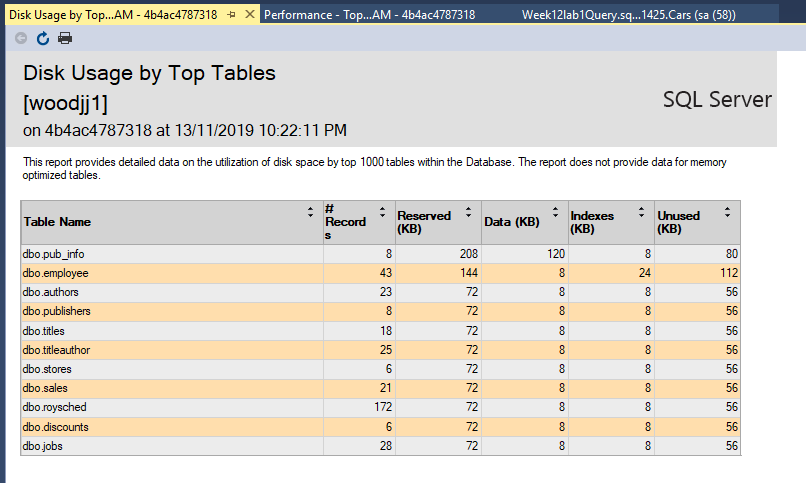 Disk Usage by Top...AM - 4b4ac4787318 Performance - Top...AM - 4b4ac4787318 Week12lab1Query.sq...1425.Cars (sa (58))
Disk Usage by Top Tables
[woodjj1]
SQL Server
on 4b4ac4787318 at 13/11/2019 10:22:11 PM
This report provides detailed data on the utilization of disk space by top 1000 tables within the Database. The report does not provide data for memory
optimized tables.
Table Name # Records Reserved (KB) Data (KB) Indexes (KB) Unused (KB)
dbo.pub_info 8 208 120 8 80
dbo.employee 43 144 8 24 112
dbo.authors 23 72 8 8 56
dbo.publishers 8 72 8 8 56
dbo.titles 18 72 8 8 56
dbo.titleauthor 25 72 8 8 56
dbo.stores 6 72 8 8 56
dbo.sales 21 72 8 8 56
dbo.roysched 172 72 8 8 56
dbo.discounts 6 72 8 8 56
dbo.jobs 28 72 8 8 56